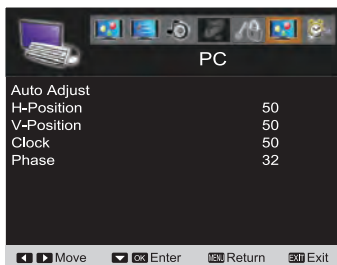 PC
Auto Adjust
H-Position 50
V-Position 50
Clock 50
Phase 32
Move OK Enter MENU Return EXIT Exit